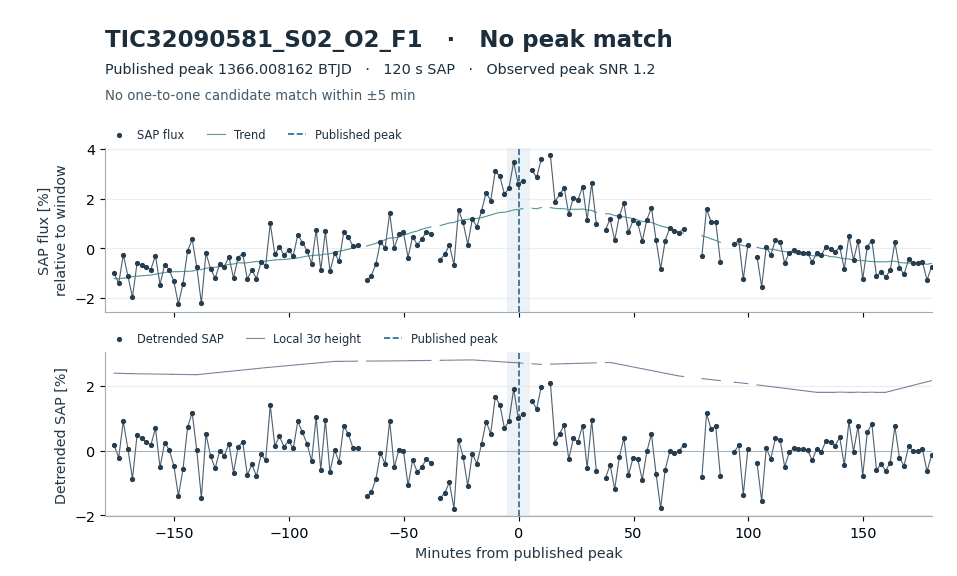 TIC32090581_S02_O2_F1 · No peak match
Published peak 1366.008162 BTJD · 120 s SAP · Observed peak SNR 1.2
No one-to-one candidate match within ±5 min
SAP flux Trend Published peak
SAP flux [%]
relative to window
4
2
0
−2
Detrended SAP Local 3σ height Published peak
Detrended SAP [%]
2
0
−2
−150 −100 −50 0 50 100 150
Minutes from published peak